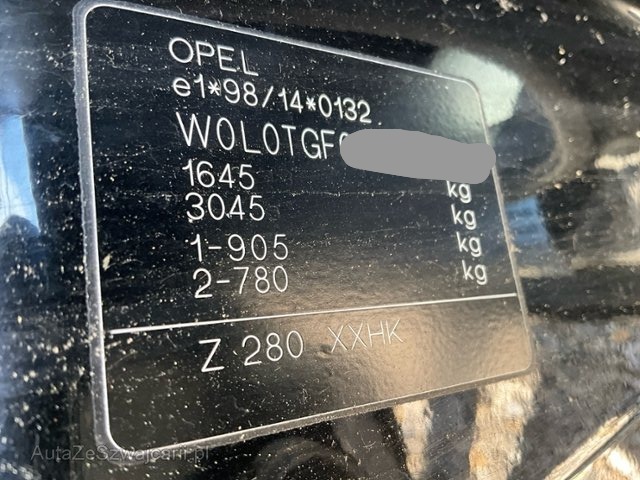 OPEL
e1*98/14*0132
W0L0TGF
1645 kg
3045 kg
1-905 kg
2-780 kg
Z 280 XXHK
AutaZeSzwajcarii.pl